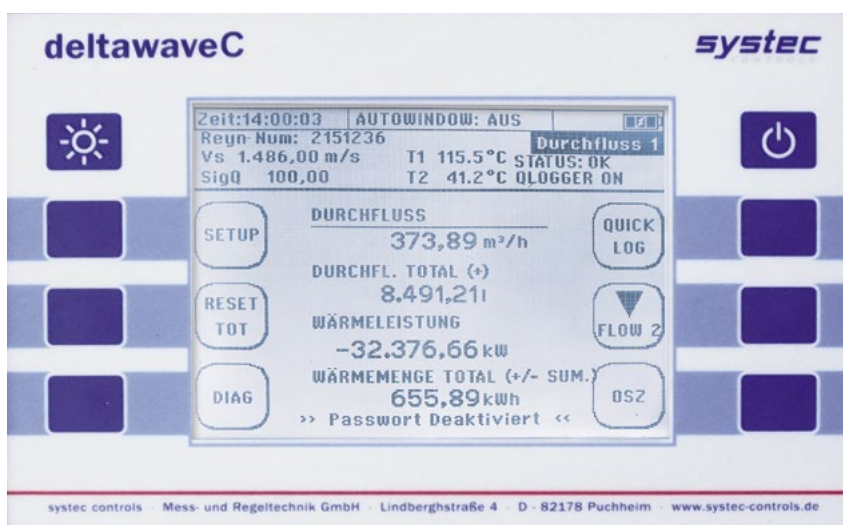 deltawaveC
systec
CONTROLS
Zeit:14:00:03 AUTOWINDOW: AUS
Reyn-Num: 2151236 Durchfluss 1
Vs 1.486,00 m/s T1 115.5°C STATUS: OK
SigQ 100,00 T2 41.2°C QLOGGER ON
SETUP
DURCHFLUSS
373,89 m³/h
QUICK
LOG
DURCHFL. TOTAL (+)
8.491,21l
RESET
TOT
WÄRMELEISTUNG
-32.376,66 kW
FLOW 2
WÄRMEMENGE TOTAL (+/- SUM.)
655,89 kWh
DIAG
OSZ
>> Passwort Deaktiviert <<
systec controls · Mess- und Regeltechnik GmbH · Lindberghstraße 4 · D - 82178 Puchheim · www.systec-controls.de